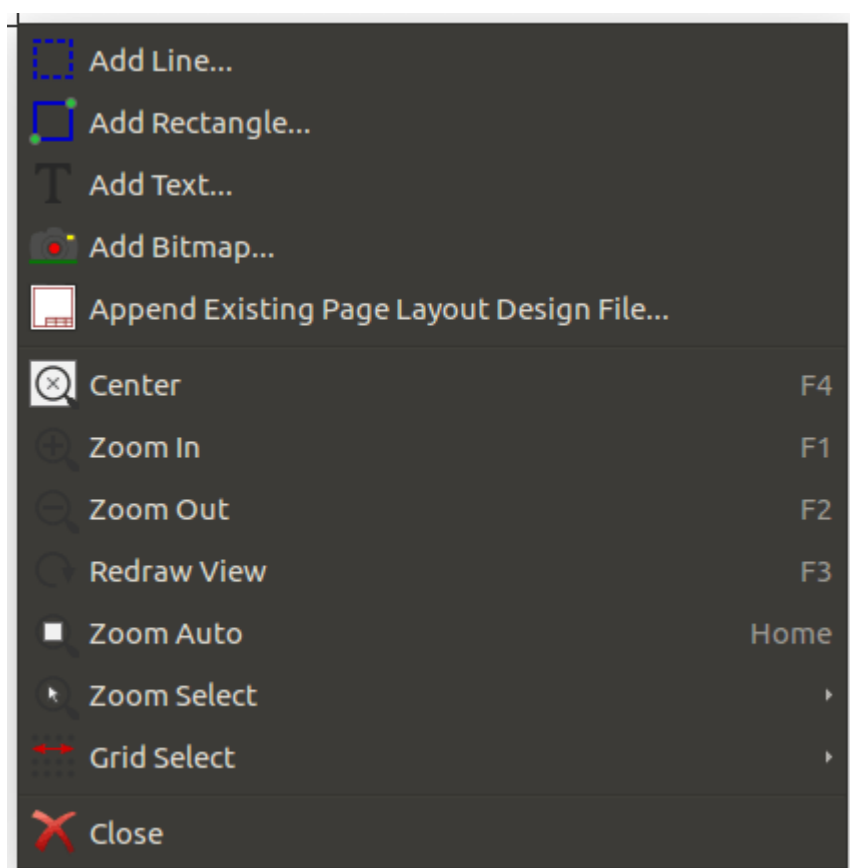 Add Line...
Add Rectangle...
Add Text...
Add Bitmap...
Append Existing Page Layout Design File...
Center F4
Zoom In F1
Zoom Out F2
Redraw View F3
Zoom Auto Home
Zoom Select
Grid Select
Close